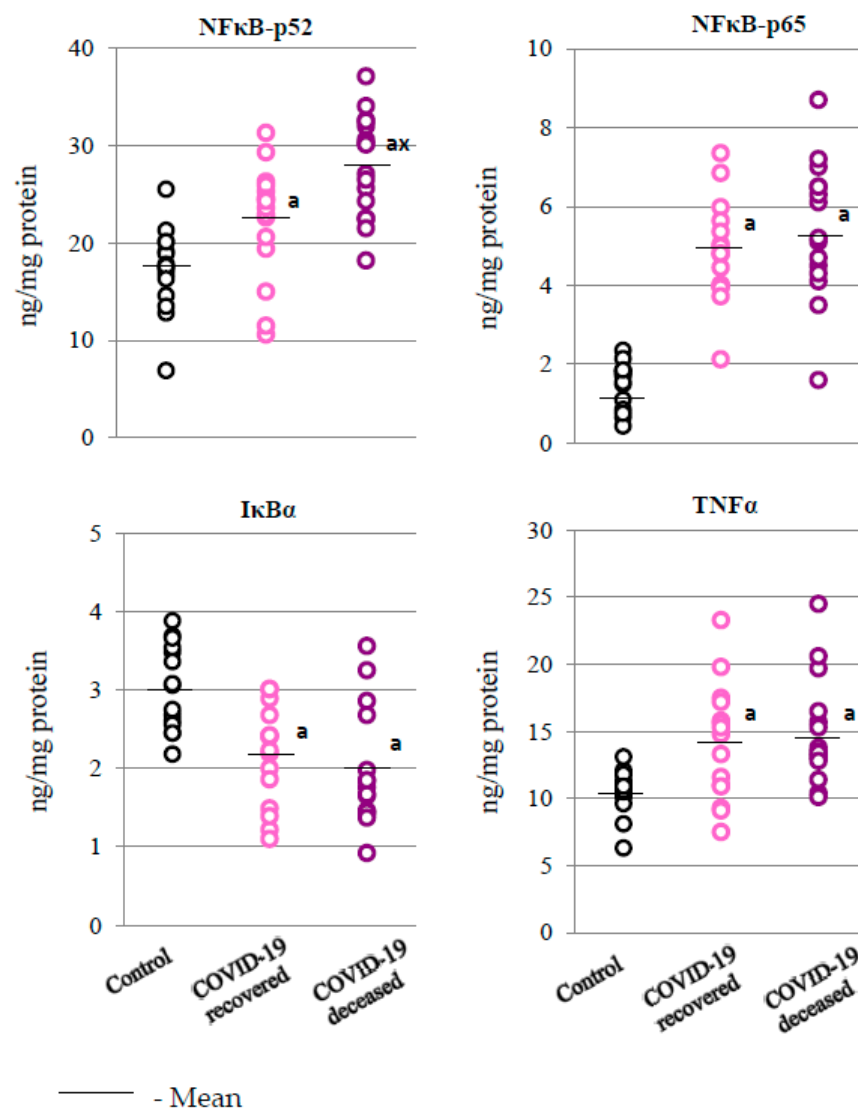 NFκB-p52
40
30
20
10
0
ng/mg protein
a
ax
NFκB-p65
10
8
6
4
2
0
ng/mg protein
a
a
IκBα
5
4
3
2
1
0
ng/mg protein
a
a
Control
COVID-19
recovered
COVID-19
deceased
TNFα
30
25
20
15
10
5
0
ng/mg protein
a
a
Control
COVID-19
recovered
COVID-19
deceased
- Mean